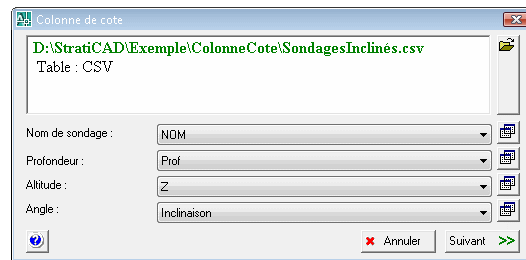 Colonne de cote
D:\StratiCAD\Exemple\ColonneCote\SondagesInclinés.csv
Table : CSV
Nom de sondage :
NOM
Profondeur :
Prof
Altitude :
Z
Angle :
Inclinaison
Annuler
Suivant >>